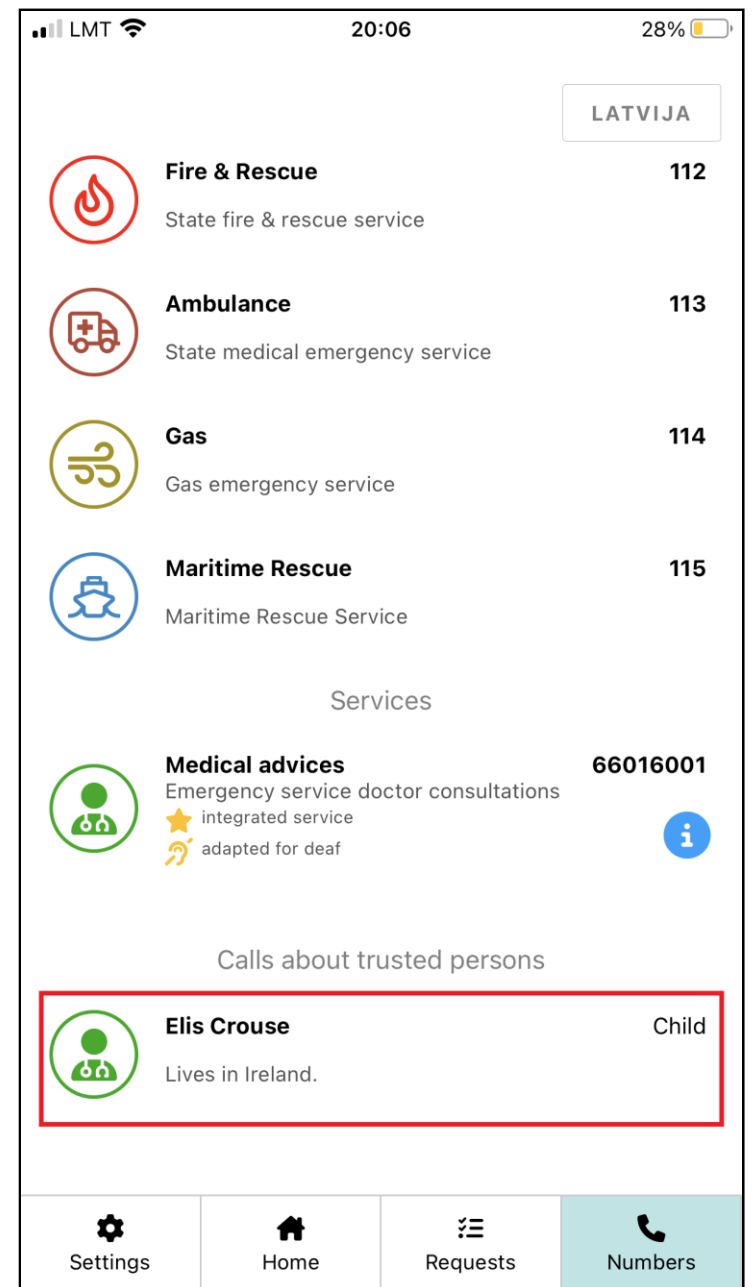 LMT 20:06 28%
LATVIJA
Fire & Rescue 112
State fire & rescue service
Ambulance 113
State medical emergency service
Gas 114
Gas emergency service
Maritime Rescue 115
Maritime Rescue Service
Services
Medical advices 66016001
Emergency service doctor consultations
integrated service
adapted for deaf
Calls about trusted persons
Elis Crouse Child
Lives in Ireland.
Settings Home Requests Numbers